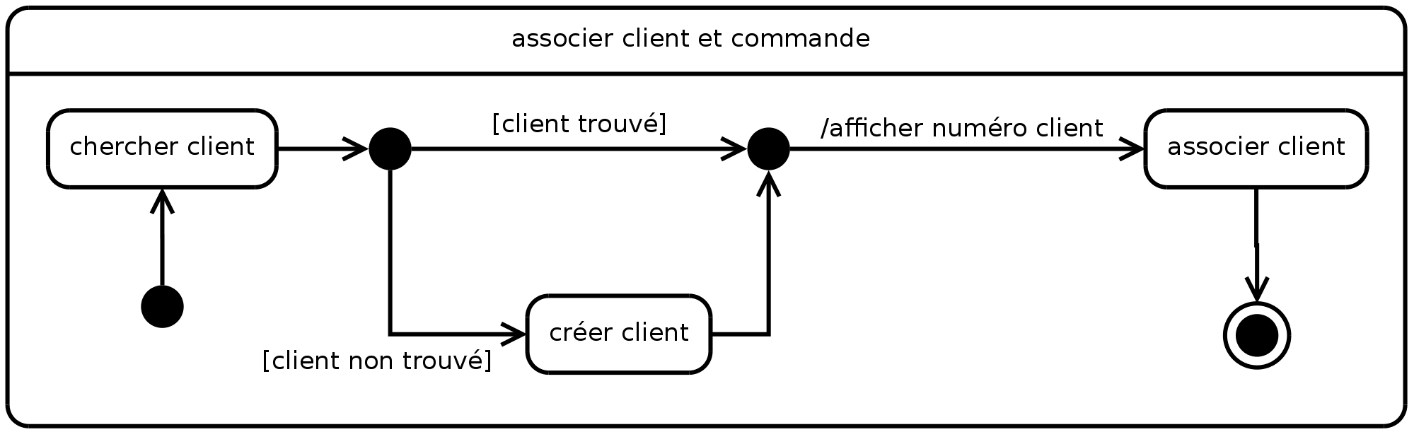 associer client et commande
chercher client
[client trouvé]
/afficher numéro client
associer client
créer client
[client non trouvé]